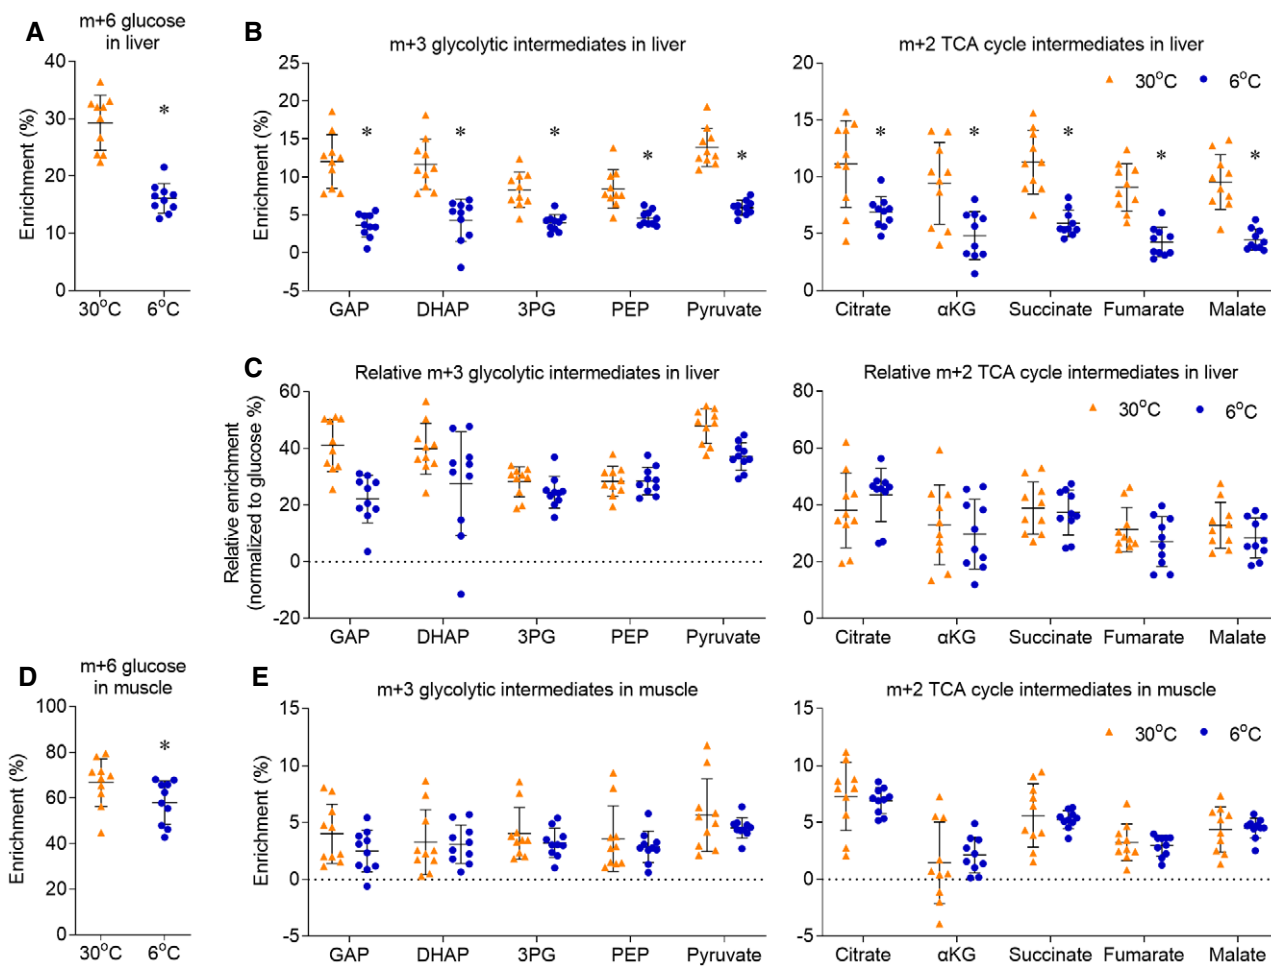 A
m+6 glucose
in liver
Enrichment (%)
40
30
20
10
0
*
30°C 6°C
B
m+3 glycolytic intermediates in liver
Enrichment (%)
25
20
15
10
5
0
-5
* * * * *
GAP DHAP 3PG PEP Pyruvate
m+2 TCA cycle intermediates in liver
30°C 6°C
20
15
10
5
0
* * * * *
Citrate αKG Succinate Fumarate Malate
C
Relative m+3 glycolytic intermediates in liver
Relative enrichment
(normalized to glucose %)
60
40
20
0
-20
GAP DHAP 3PG PEP Pyruvate
Relative m+2 TCA cycle intermediates in liver
30°C 6°C
80
60
40
20
0
Citrate αKG Succinate Fumarate Malate
D
m+6 glucose
in muscle
Enrichment (%)
100
80
60
40
20
0
*
30°C 6°C
E
m+3 glycolytic intermediates in muscle
Enrichment (%)
15
10
5
0
-5
GAP DHAP 3PG PEP Pyruvate
m+2 TCA cycle intermediates in muscle
30°C 6°C
15
10
5
0
-5
Citrate αKG Succinate Fumarate Malate